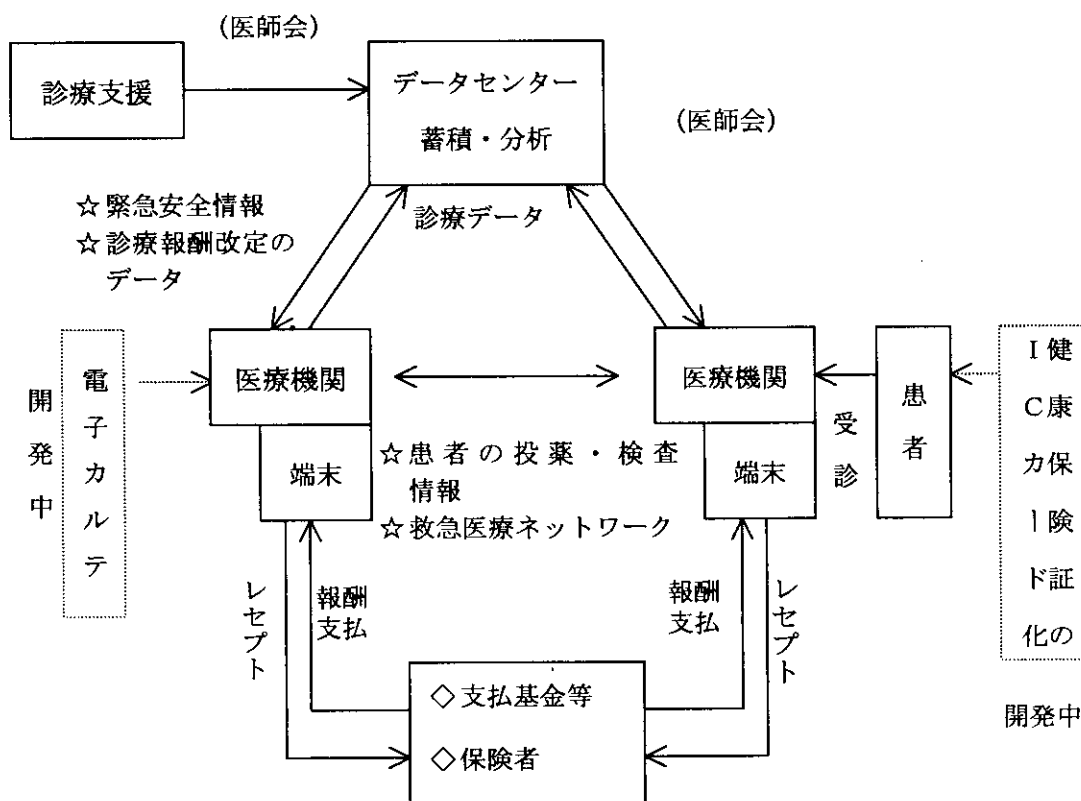 (医師会)
診療支援
データセンター
蓄積・分析
(医師会)
☆緊急安全情報
☆診療報酬改定の
データ
診療データ
開発中
電子カルテ
医療機関
端末
☆患者の投薬・検査
情報
☆救急医療ネットワーク
医療機関
端末
受診
患者
健康保険証の
ICカード化
開発中
レセプト
報酬
支払
報酬
支払
レセプト
◇支払基金等
◇保険者